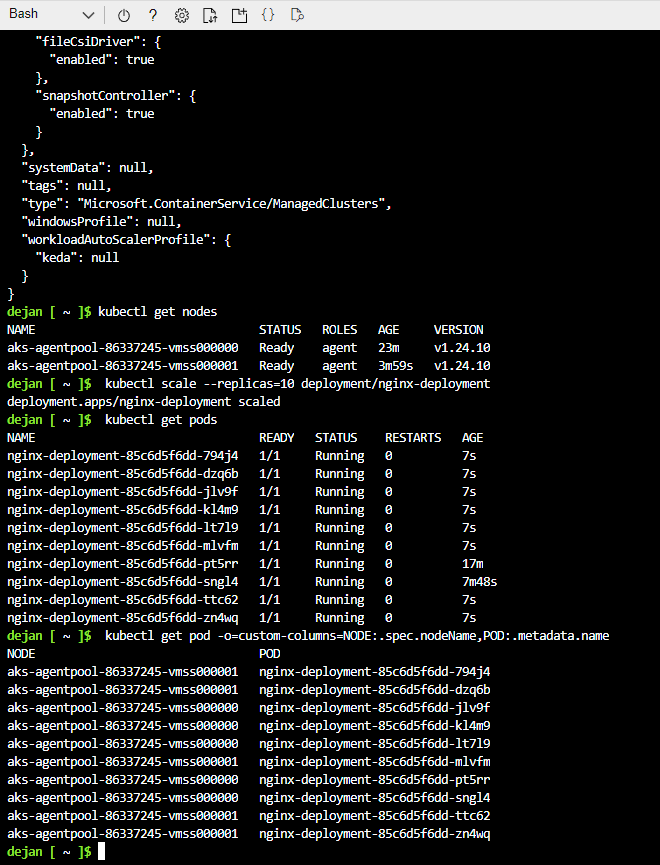 Bash
?
{}
"fileCsiDriver": {
"enabled": true
},
"snapshotController": {
"enabled": true
}
},
"systemData": null,
"tags": null,
"type": "Microsoft.ContainerService/ManagedClusters",
"windowsProfile": null,
"workloadAutoScalerProfile": {
"keda": null
}
}
dejan [ ~ ]$ kubectl get nodes
NAME STATUS ROLES AGE VERSION
aks-agentpool-86337245-vmss000000 Ready agent 23m v1.24.10
aks-agentpool-86337245-vmss000001 Ready agent 3m59s v1.24.10
dejan [ ~ ]$ kubectl scale --replicas=10 deployment/nginx-deployment
deployment.apps/nginx-deployment scaled
dejan [ ~ ]$ kubectl get pods
NAME READY STATUS RESTARTS AGE
nginx-deployment-85c6d5f6dd-794j4 1/1 Running 0 7s
nginx-deployment-85c6d5f6dd-dzq6b 1/1 Running 0 7s
nginx-deployment-85c6d5f6dd-jlv9f 1/1 Running 0 7s
nginx-deployment-85c6d5f6dd-kl4m9 1/1 Running 0 7s
nginx-deployment-85c6d5f6dd-lt7l9 1/1 Running 0 7s
nginx-deployment-85c6d5f6dd-mlvfm 1/1 Running 0 7s
nginx-deployment-85c6d5f6dd-pt5rr 1/1 Running 0 17m
nginx-deployment-85c6d5f6dd-sngl4 1/1 Running 0 7m48s
nginx-deployment-85c6d5f6dd-ttc62 1/1 Running 0 7s
nginx-deployment-85c6d5f6dd-zn4wq 1/1 Running 0 7s
dejan [ ~ ]$ kubectl get pod -o=custom-columns=NODE:.spec.nodeName,POD:.metadata.name
NODE POD
aks-agentpool-86337245-vmss000001 nginx-deployment-85c6d5f6dd-794j4
aks-agentpool-86337245-vmss000001 nginx-deployment-85c6d5f6dd-dzq6b
aks-agentpool-86337245-vmss000000 nginx-deployment-85c6d5f6dd-jlv9f
aks-agentpool-86337245-vmss000000 nginx-deployment-85c6d5f6dd-kl4m9
aks-agentpool-86337245-vmss000000 nginx-deployment-85c6d5f6dd-lt7l9
aks-agentpool-86337245-vmss000001 nginx-deployment-85c6d5f6dd-mlvfm
aks-agentpool-86337245-vmss000000 nginx-deployment-85c6d5f6dd-pt5rr
aks-agentpool-86337245-vmss000000 nginx-deployment-85c6d5f6dd-sngl4
aks-agentpool-86337245-vmss000001 nginx-deployment-85c6d5f6dd-ttc62
aks-agentpool-86337245-vmss000001 nginx-deployment-85c6d5f6dd-zn4wq
dejan [ ~ ]$